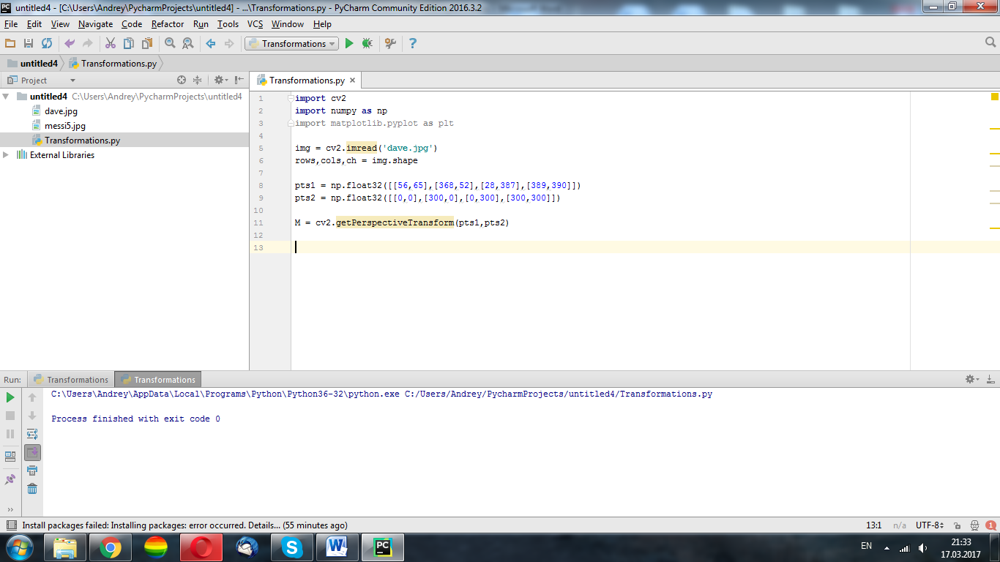 untitled4 - [C:\Users\Andrey\PycharmProjects\untitled4] - ...\Transformations.py - PyCharm Community Edition 2016.3.2
File Edit View Navigate Code Refactor Run Tools VCS Window Help
Transformations
untitled4 Transformations.py
Project
Transformations.py
untitled4 C:\Users\Andrey\PycharmProjects\untitled4
dave.jpg
messi5.jpg
Transformations.py
External Libraries
1 import cv2
2 import numpy as np
3 import matplotlib.pyplot as plt
4
5 img = cv2.imread('dave.jpg')
6 rows,cols,ch = img.shape
7
8 pts1 = np.float32([[56,65],[368,52],[28,387],[389,390]])
9 pts2 = np.float32([[0,0],[300,0],[0,300],[300,300]])
10
11 M = cv2.getPerspectiveTransform(pts1,pts2)
12
13
Run: Transformations Transformations
C:\Users\Andrey\AppData\Local\Programs\Python\Python36-32\python.exe C:/Users/Andrey/PycharmProjects/untitled4/Transformations.py
Process finished with exit code 0
Install packages failed: Installing packages: error occurred. Details... (55 minutes ago) 13:1 n/a UTF-8 1
EN 21:33
17.03.2017